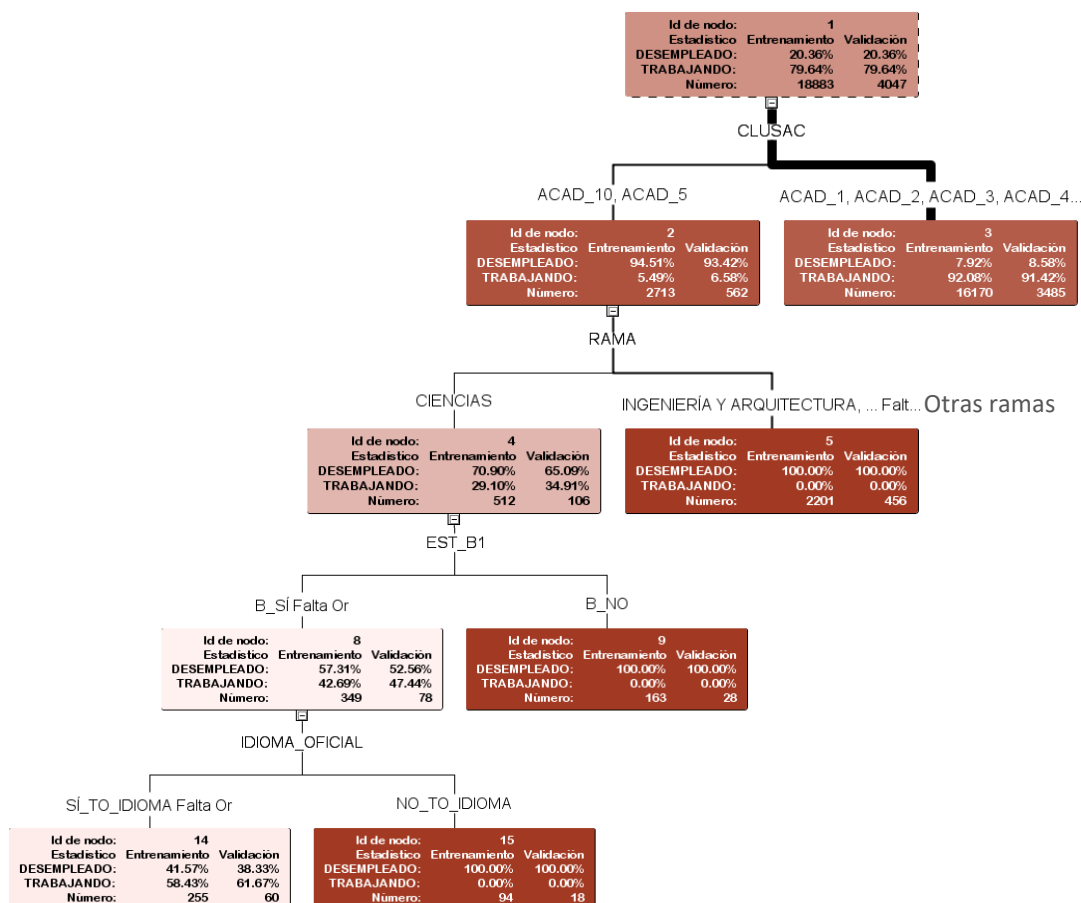 Id de nodo: 1
Estadístico Entrenamiento Validación
DESEMPLEADO: 20.36% 20.36%
TRABAJANDO: 79.64% 79.64%
Número: 18883 4047
CLUSAC
ACAD_10, ACAD_5
ACAD_1, ACAD_2, ACAD_3, ACAD_4...
Id de nodo: 2
Estadístico Entrenamiento Validación
DESEMPLEADO: 94.51% 93.42%
TRABAJANDO: 5.49% 6.58%
Número: 2713 562
Id de nodo: 3
Estadístico Entrenamiento Validación
DESEMPLEADO: 7.92% 8.58%
TRABAJANDO: 92.08% 91.42%
Número: 16170 3485
RAMA
CIENCIAS
INGENIERÍA Y ARQUITECTURA, ... Falt... Otras ramas
Id de nodo: 4
Estadístico Entrenamiento Validación
DESEMPLEADO: 70.90% 65.09%
TRABAJANDO: 29.10% 34.91%
Número: 512 106
Id de nodo: 5
Estadístico Entrenamiento Validación
DESEMPLEADO: 100.00% 100.00%
TRABAJANDO: 0.00% 0.00%
Número: 2201 456
EST_B1
B_SÍ Falta Or
B_NO
Id de nodo: 8
Estadístico Entrenamiento Validación
DESEMPLEADO: 57.31% 52.56%
TRABAJANDO: 42.69% 47.44%
Número: 349 78
Id de nodo: 9
Estadístico Entrenamiento Validación
DESEMPLEADO: 100.00% 100.00%
TRABAJANDO: 0.00% 0.00%
Número: 163 28
IDIOMA_OFICIAL
SÍ_TO_IDIOMA Falta Or
NO_TO_IDIOMA
Id de nodo: 14
Estadístico Entrenamiento Validación
DESEMPLEADO: 41.57% 38.33%
TRABAJANDO: 58.43% 61.67%
Número: 255 60
Id de nodo: 15
Estadístico Entrenamiento Validación
DESEMPLEADO: 100.00% 100.00%
TRABAJANDO: 0.00% 0.00%
Número: 94 18